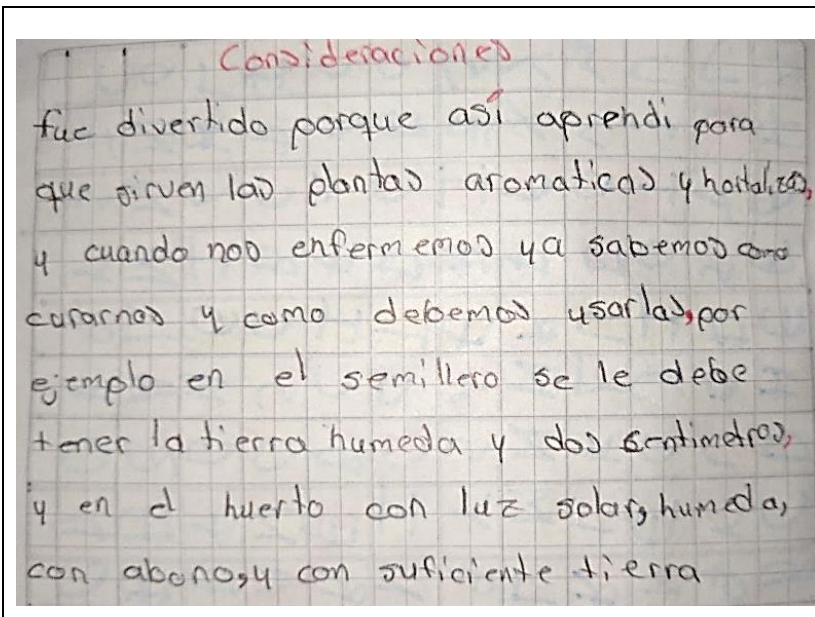 Consideraciones
fue divertido porque así aprendi para
que sirven las plantas aromaticas y hortalizas,
y cuando nos enfermemos ya sabemos como
curarnos y como debemos usarlas, por
ejemplo en el semillero se le debe
tener la tierra humeda y dos sentimetros,
y en el huerto con luz solar, humeda,
con abono, y con suficiente tierra